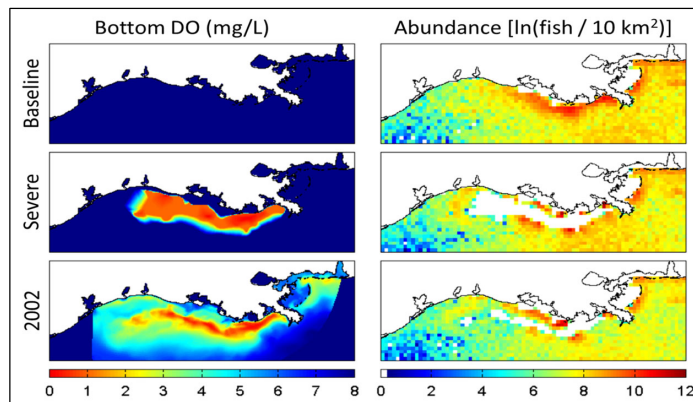 Bottom DO (mg/L)
Abundance [ln(fish / 10 km²)]
Baseline
Severe
2002
0 1 2 3 4 5 6 7 8
0 2 4 6 8 10 12